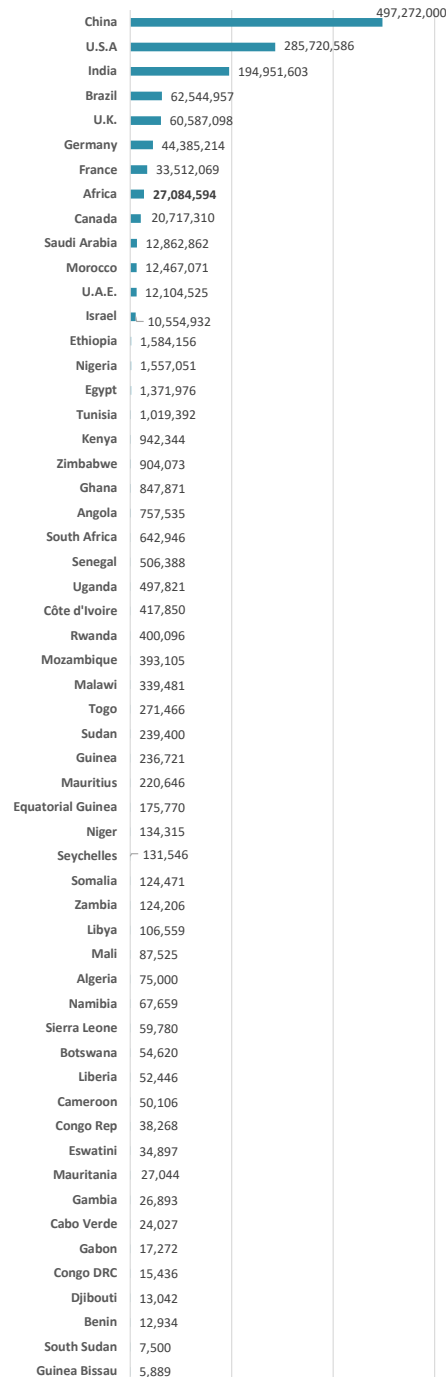 China 497,272,000
U.S.A 285,720,586
India 194,951,603
Brazil 62,544,957
U.K. 60,587,098
Germany 44,385,214
France 33,512,069
Africa 27,084,594
Canada 20,717,310
Saudi Arabia 12,862,862
Morocco 12,467,071
U.A.E. 12,104,525
Israel 10,554,932
Ethiopia 1,584,156
Nigeria 1,557,051
Egypt 1,371,976
Tunisia 1,019,392
Kenya 942,344
Zimbabwe 904,073
Ghana 847,871
Angola 757,535
South Africa 642,946
Senegal 506,388
Uganda 497,821
Côte d'Ivoire 417,850
Rwanda 400,096
Mozambique 393,105
Malawi 339,481
Togo 271,466
Sudan 239,400
Guinea 236,721
Mauritius 220,646
Equatorial Guinea 175,770
Niger 134,315
Seychelles 131,546
Somalia 124,471
Zambia 124,206
Libya 106,559
Mali 87,525
Algeria 75,000
Namibia 67,659
Sierra Leone 59,780
Botswana 54,620
Liberia 52,446
Cameroon 50,106
Congo Rep 38,268
Eswatini 34,897
Mauritania 27,044
Gambia 26,893
Cabo Verde 24,027
Gabon 17,272
Congo DRC 15,436
Djibouti 13,042
Benin 12,934
South Sudan 7,500
Guinea Bissau 5,889